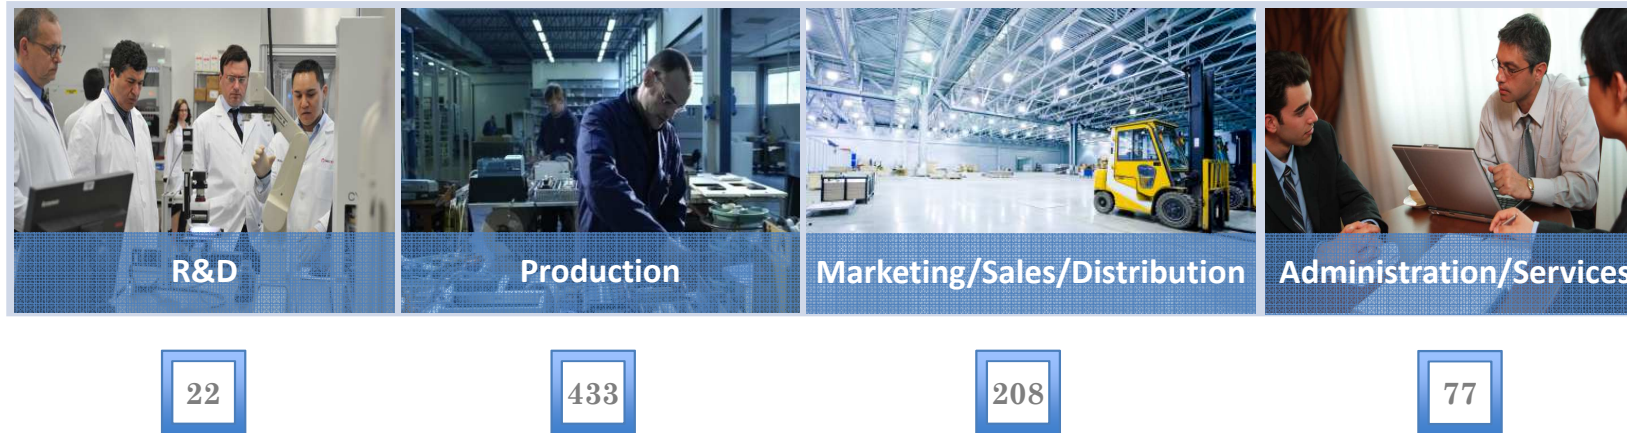 R&D
Production
Marketing/Sales/Distribution
Administration/Services
22
433
208
77